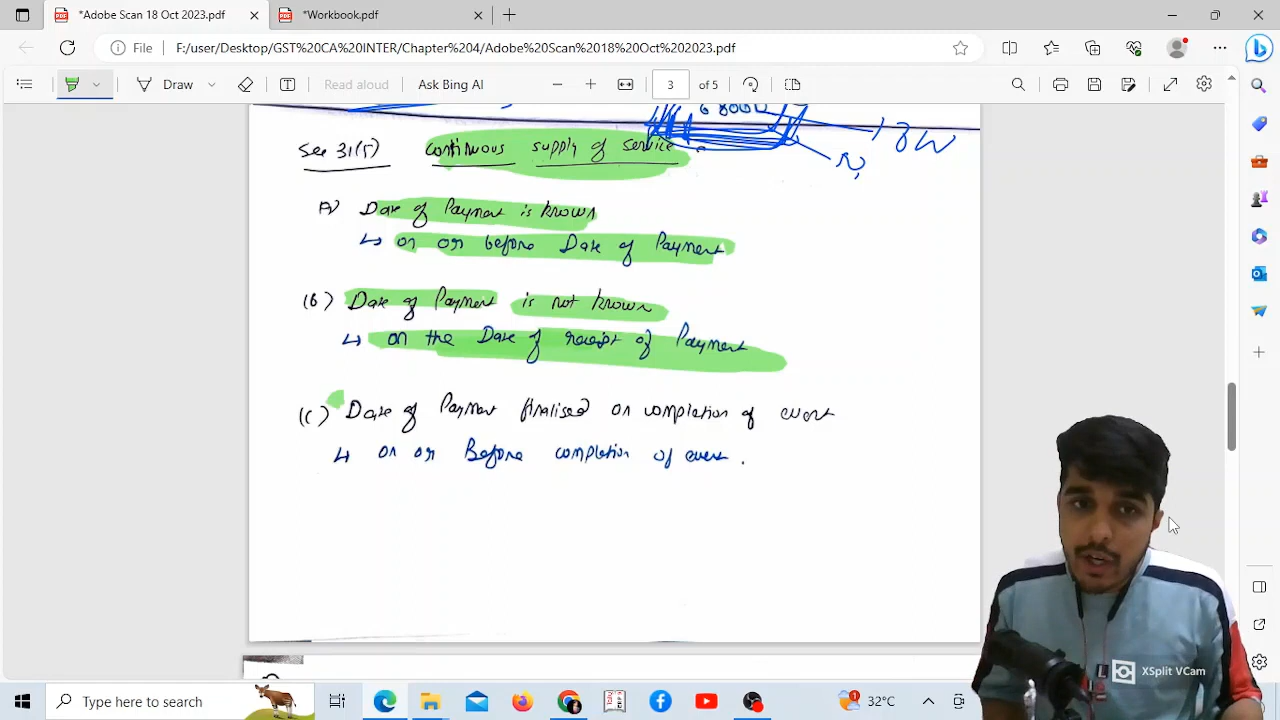 *Adobe Scan 18 Oct 2023.pdf
*Workbook.pdf
File
F:/user/Desktop/GST%20CA%20INTER/Chapter%204/Adobe%20Scan%2018%20Oct%202023.pdf
Draw
Read aloud
Ask Bing AI
3
of 5
68000
18W
Sec 31(5) continuous supply of service
A) Date of Payment is known
↳ on or before Date of Payment
(B) Date of Payment is not known
↳ on the Date of receipt of Payment
(C) Date of Payment finalised on completion of event
↳ on or Before completion of event.
XSplit VCam
Type here to search
32°C